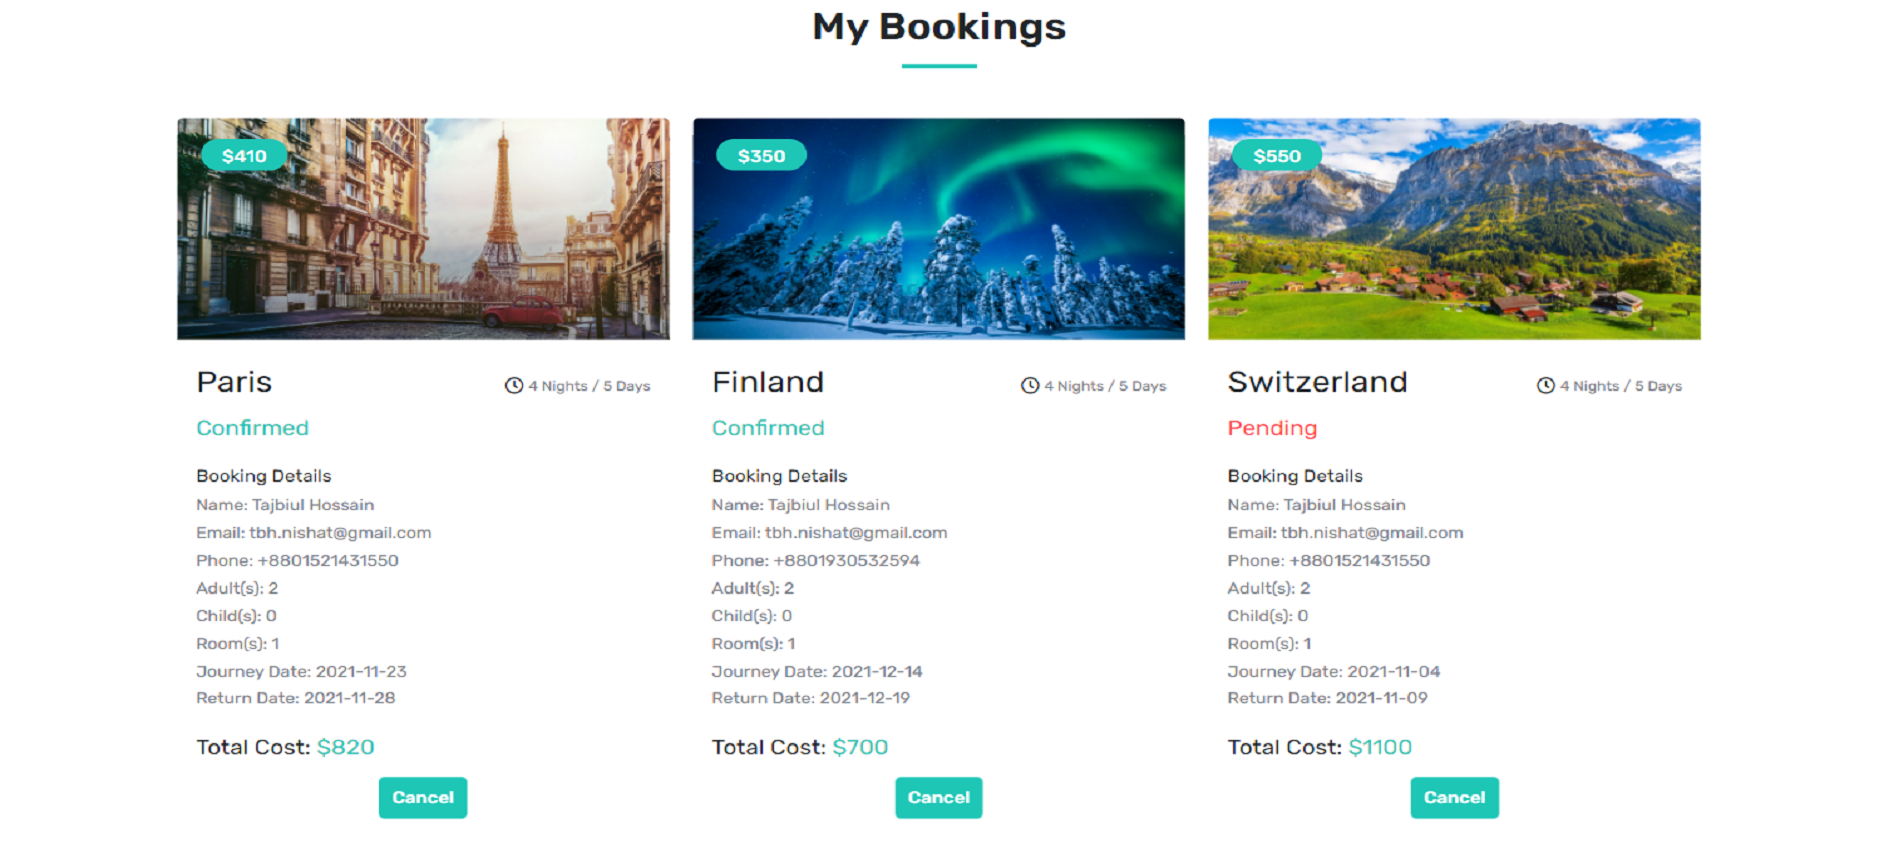 My Bookings
$410
Paris
4 Nights / 5 Days
Confirmed
Booking Details
Name: Tajbiul Hossain
Email: tbh.nishat@gmail.com
Phone: +8801521431550
Adult(s): 2
Child(s): 0
Room(s): 1
Journey Date: 2021-11-23
Return Date: 2021-11-28
Total Cost: $820
Cancel
$350
Finland
4 Nights / 5 Days
Confirmed
Booking Details
Name: Tajbiul Hossain
Email: tbh.nishat@gmail.com
Phone: +8801930532594
Adult(s): 2
Child(s): 0
Room(s): 1
Journey Date: 2021-12-14
Return Date: 2021-12-19
Total Cost: $700
Cancel
$550
Switzerland
4 Nights / 5 Days
Pending
Booking Details
Name: Tajbiul Hossain
Email: tbh.nishat@gmail.com
Phone: +8801521431550
Adult(s): 2
Child(s): 0
Room(s): 1
Journey Date: 2021-11-04
Return Date: 2021-11-09
Total Cost: $1100
Cancel